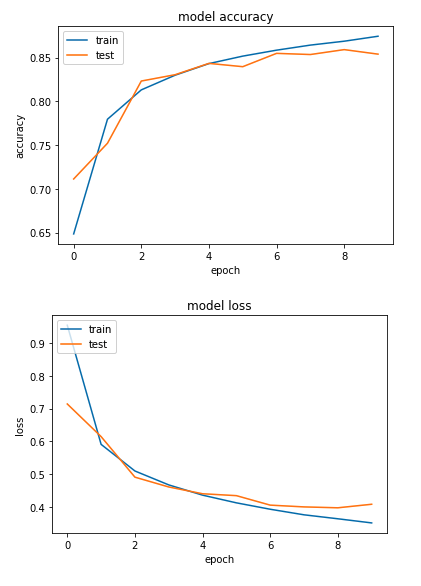 model accuracy
train
test
0.85
0.80
0.75
0.70
0.65
accuracy
0 2 4 6 8
epoch
model loss
train
test
0.9
0.8
0.7
0.6
0.5
0.4
loss
0 2 4 6 8
epoch